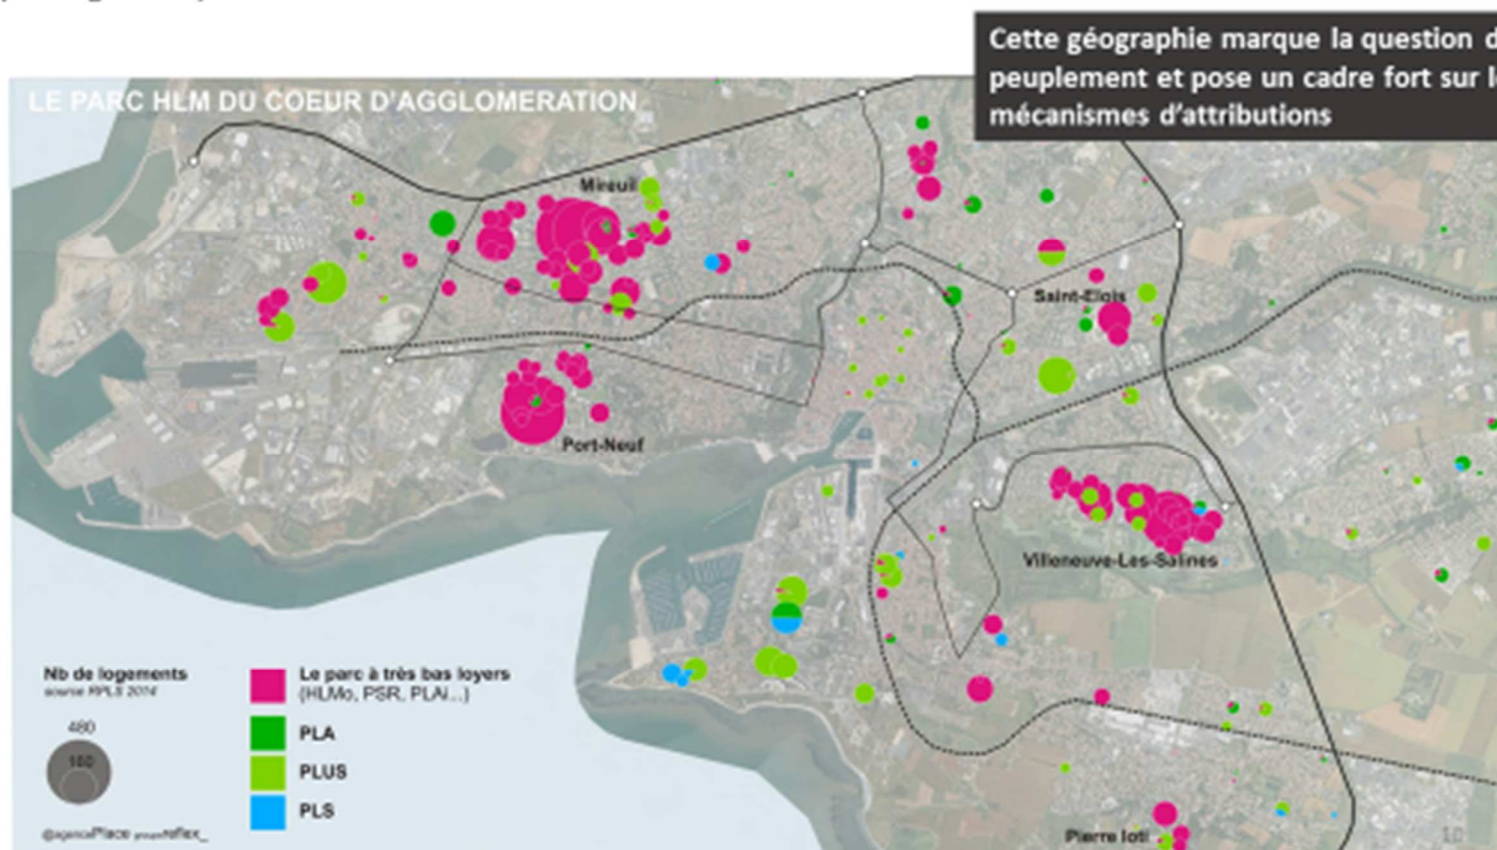 Cette géographie marque la question d
peuplement et pose un cadre fort sur l
mécanismes d'attributions
LE PARC HLM DU COEUR D'AGGLOMERATION
Mireuil
Saint-Elois
Port-Neuf
Villeneuve-Les-Salines
Nb de logements
source RPLS 2014
480
160
Le parc à très bas loyers
(HLMo, PSR, PLAi...)
PLA
PLUS
PLS
Pierre loti
10